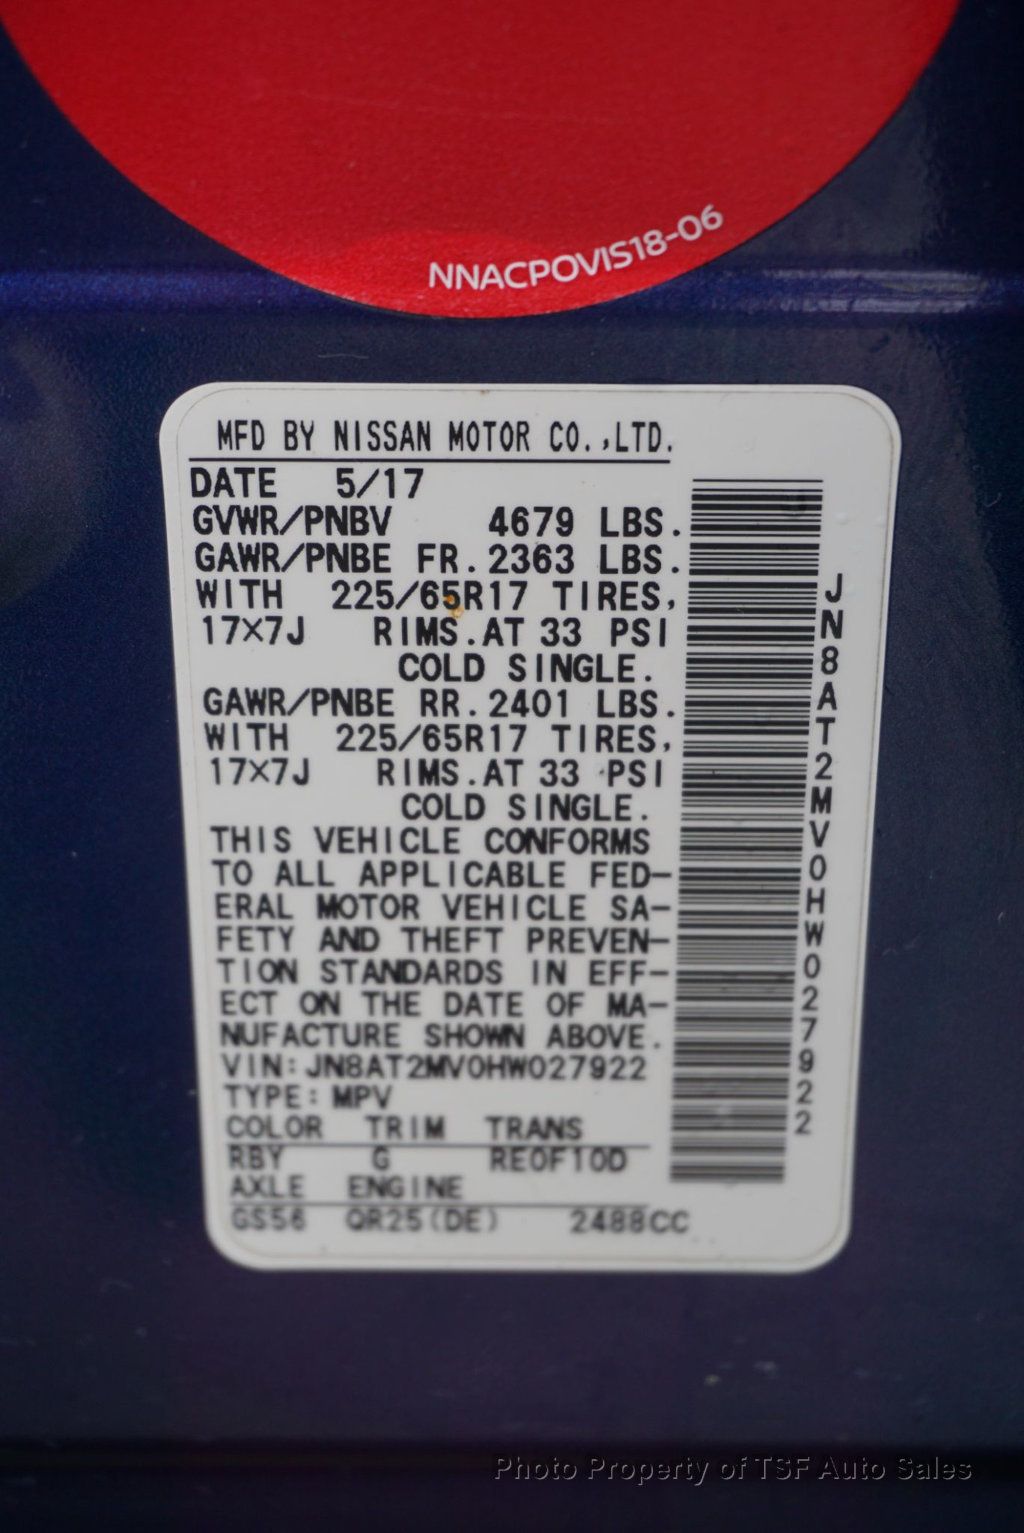 NNACPOVIS18-06
MFD BY NISSAN MOTOR CO.,LTD.
DATE 5/17
GVWR/PNBV 4679 LBS.
GAWR/PNBE FR. 2363 LBS.
WITH 225/65R17 TIRES,
17×7J RIMS. AT 33 PSI
COLD SINGLE.
GAWR/PNBE RR. 2401 LBS.
WITH 225/65R17 TIRES,
17×7J RIMS. AT 33 PSI
COLD SINGLE.
THIS VEHICLE CONFORMS
TO ALL APPLICABLE FED-
ERAL MOTOR VEHICLE SA-
FETY AND THEFT PREVEN-
TION STANDARDS IN EFF-
ECT ON THE DATE OF MA-
NUFACTURE SHOWN ABOVE.
VIN: JN8AT2MV0HW027922
TYPE: MPV
COLOR TRIM TRANS
RBY G RE0F10D
AXLE ENGINE
GS56 QR25(DE) 2488CC
JN8AT2MV0HW027922
Photo Property of TSF Auto Sales